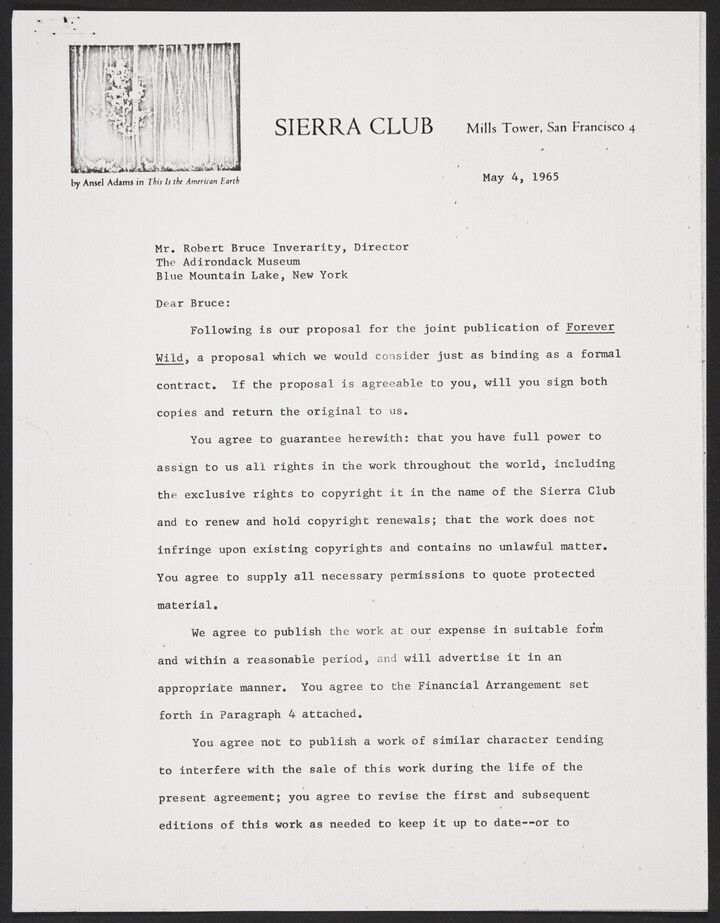 by Ansel Adams in This Is the American Earth
SIERRA CLUB
Mills Tower, San Francisco 4
May 4, 1965
Mr. Robert Bruce Inverarity, Director
The Adirondack Museum
Blue Mountain Lake, New York
Dear Bruce:
Following is our proposal for the joint publication of Forever
Wild, a proposal which we would consider just as binding as a formal
contract. If the proposal is agreeable to you, will you sign both
copies and return the original to us.
You agree to guarantee herewith: that you have full power to
assign to us all rights in the work throughout the world, including
the exclusive rights to copyright it in the name of the Sierra Club
and to renew and hold copyright renewals; that the work does not
infringe upon existing copyrights and contains no unlawful matter.
You agree to supply all necessary permissions to quote protected
material.
We agree to publish the work at our expense in suitable form
and within a reasonable period, and will advertise it in an
appropriate manner. You agree to the Financial Arrangement set
forth in Paragraph 4 attached.
You agree not to publish a work of similar character tending
to interfere with the sale of this work during the life of the
present agreement; you agree to revise the first and subsequent
editions of this work as needed to keep it up to date--or to